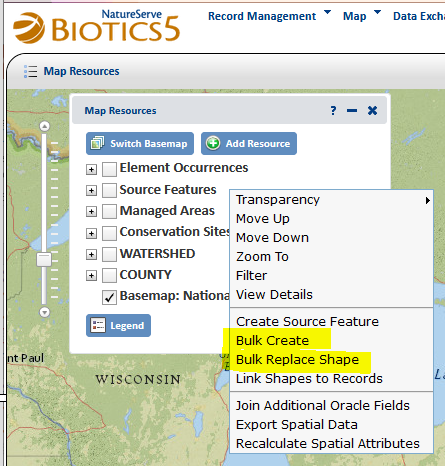 NatureServe
BIOTICS5
Record Management
Map
Data Excha
Map Resources
Map Resources
?
Switch Basemap
Add Resource
Element Occurrences
Source Features
Managed Areas
Conservation Sites
WATERSHED
COUNTY
Basemap: Nationa
Legend
Transparency
Move Up
Move Down
Zoom To
Filter
View Details
Create Source Feature
Bulk Create
Bulk Replace Shape
Link Shapes to Records
Join Additional Oracle Fields
Export Spatial Data
Recalculate Spatial Attributes
nt Paul
WISCONSIN